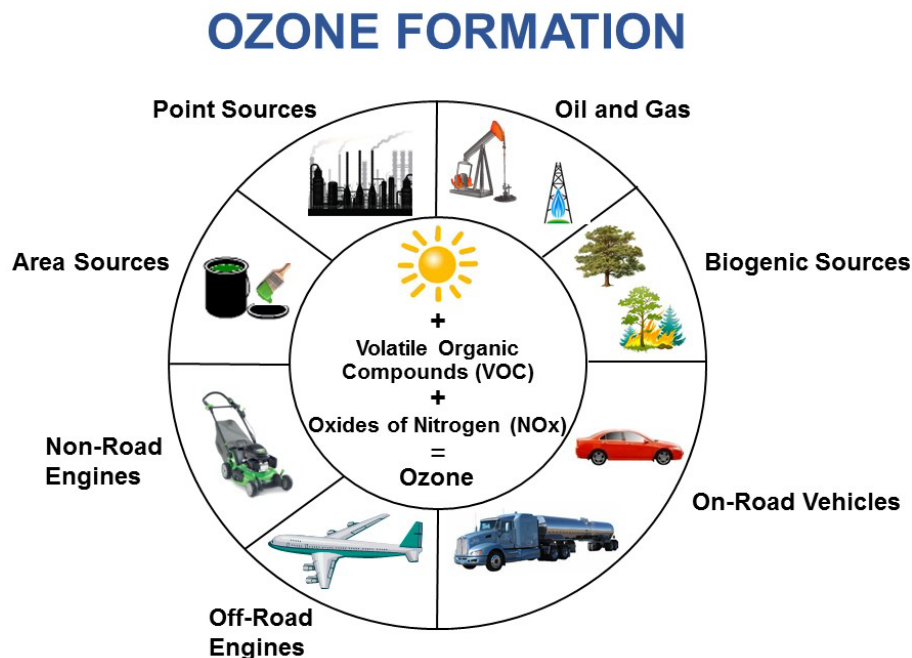 OZONE FORMATION
Point Sources
Oil and Gas
Area Sources
Biogenic Sources
+
Volatile Organic
Compounds (VOC)
+
Oxides of Nitrogen (NOx)
=
Ozone
Non-Road
Engines
On-Road Vehicles
Off-Road
Engines